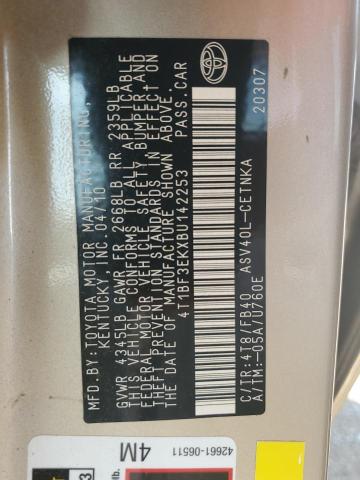 MFD.BY:TOYOTA MOTOR MANUFACTURING,
KENTUCKY, INC.04/10
GVWR 4345LB GAWR FR 2668LB RR 2359LB
THIS VEHICLE CONFORMS TO ALL APPLICABLE
FEDERAL MOTOR VEHICLE SAFETY, BUMPER, AND
THEFT PREVENTION STANDARDS IN EFFECT ON
THE DATE OF MANUFACTURE SHOWN ABOVE.
4T1BF3EKXBU142253 PASS.CAR
C/TR:4T8/FB40 ASV40L-CETNKA
A/TM:-05A/U760E 20307
42661-06511
4M